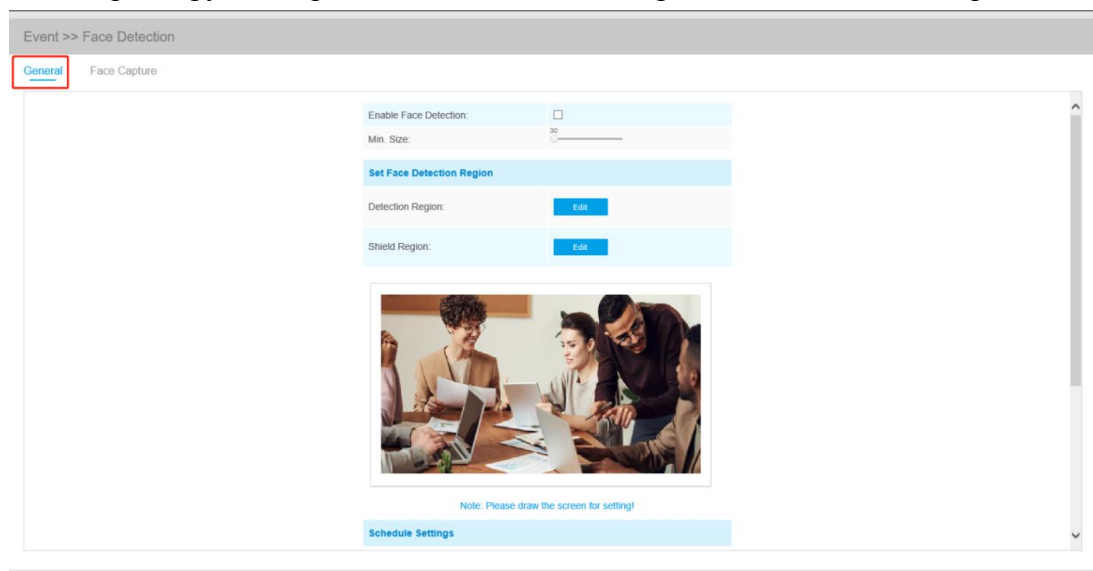 Event >> Face Detection
General Face Capture
Enable Face Detection:
30
Min. Size:
Set Face Detection Region
Detection Region: Edit
Shield Region: Edit
Note: Please draw the screen for setting!
Schedule Settings